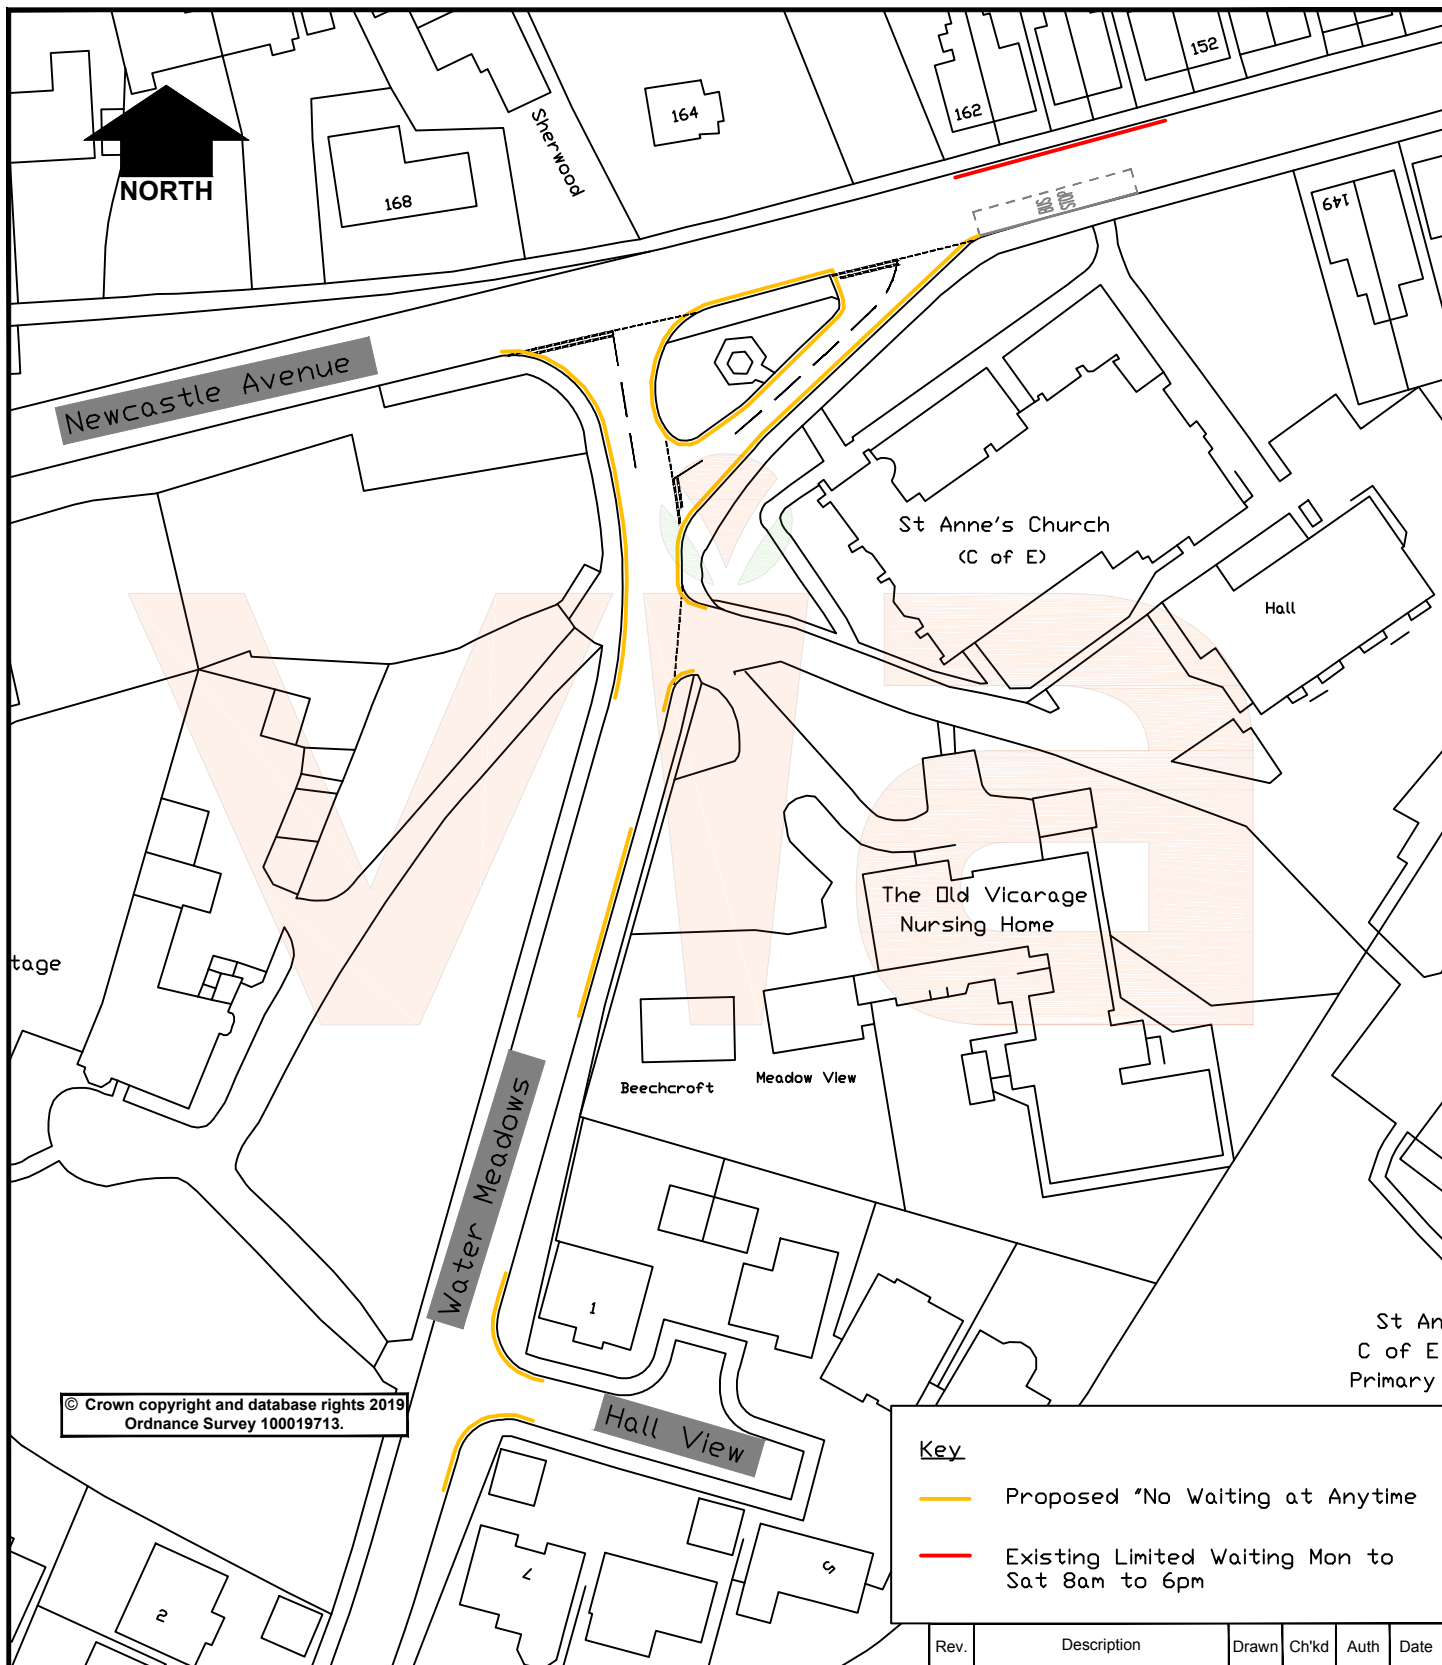 152
162
164
Sherwood
168
149
NORTH
BUS
STOP
Newcastle Avenue
St Anne's Church
(C of E)
Hall
The Old Vicarage
Nursing Home
tage
Beechcroft
Meadow View
Water Meadows
1
St An
C of E
Primary
© Crown copyright and database rights 2019
Ordnance Survey 100019713.
Hall View
Key
Proposed "No Waiting at Anytime
Existing Limited Waiting Mon to
Sat 8am to 6pm
7
5
2
Rev. Description Drawn Ch'kd Auth Date
via